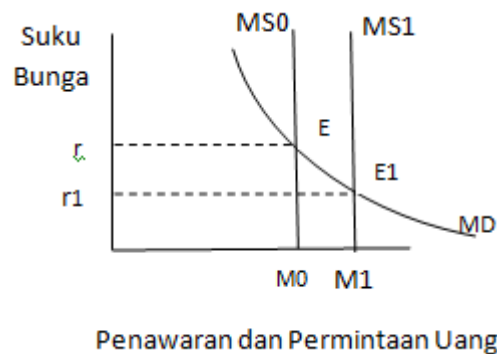 Suku
Bunga
MS0
MS1
E
r
E1
r1
MD
M0
M1
Penawaran dan Permintaan Uang